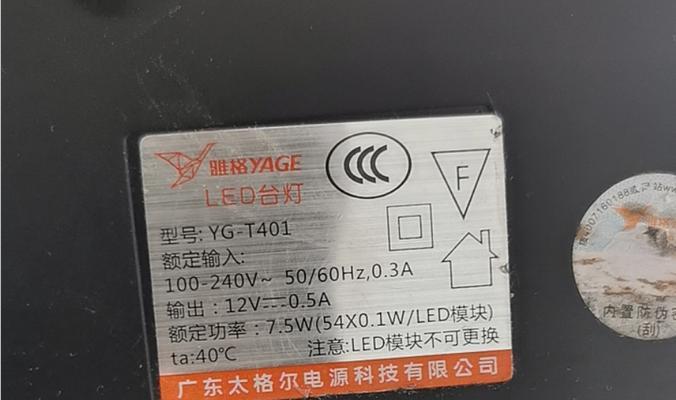 雅格YAGE
LED台灯
CCC
F
型号: YG-T401
额定输入:
100-240V~ 50/60Hz,0.3A
输出：12V⎓0.5A
额定功率：7.5W(54X0.1W/LED模块)
ta:40℃ 注意:LED模块不可更换
广东太格尔电源科技有限公司
内置防伪
(刮)